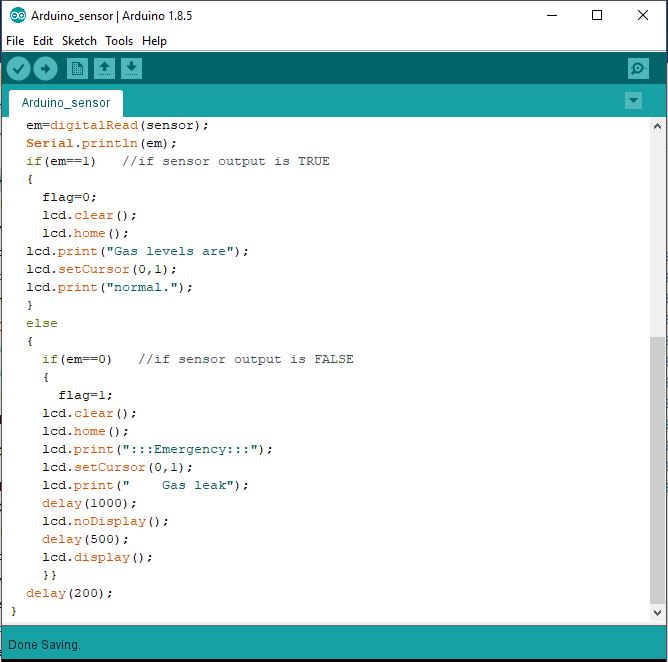 Arduino_sensor | Arduino 1.8.5
File Edit Sketch Tools Help
Arduino_sensor
em=digitalRead(sensor);
Serial.println(em);
if(em==1)   //if sensor output is TRUE
{
flag=0;
lcd.clear();
lcd.home();
lcd.print("Gas levels are");
lcd.setCursor(0,1);
lcd.print("normal.");
}
else
{
if(em==0)   //if sensor output is FALSE
{
flag=1;
lcd.clear();
lcd.home();
lcd.print(":::Emergency:::");
lcd.setCursor(0,1);
lcd.print("    Gas leak");
delay(1000);
lcd.noDisplay();
delay(500);
lcd.display();
}}
delay(200);
}
Done Saving.